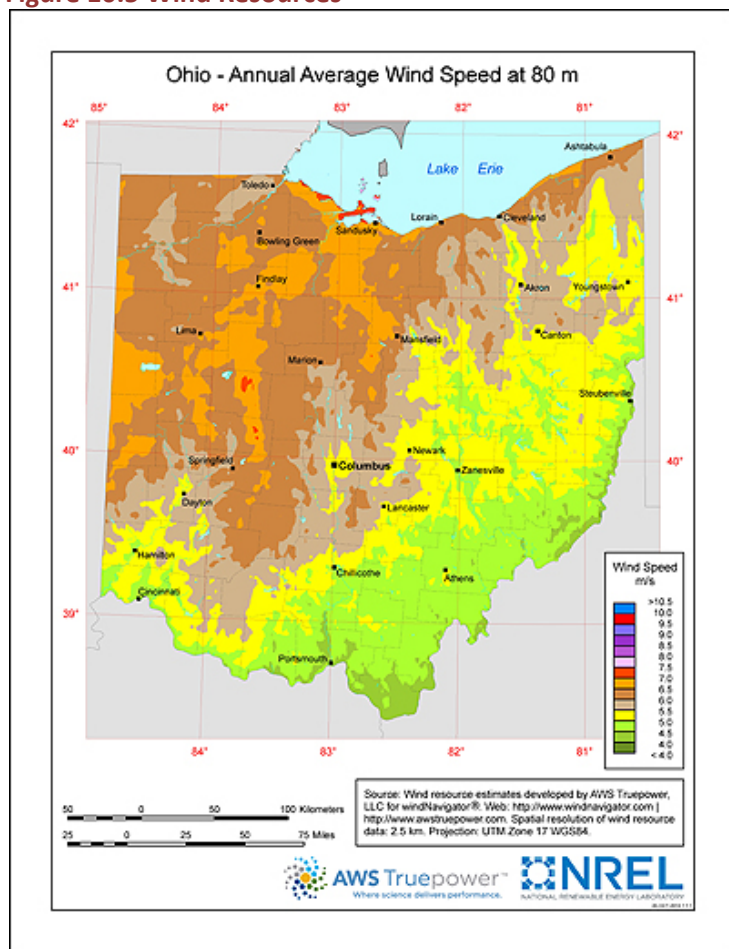 Figure 10.5 Wind Resources
Ohio - Annual Average Wind Speed at 80 m
85° 84° 83° 82° 81°
42° 42°
Ashtabula
Lake Erie
Toledo
Lorain Cleveland
Sandusky
Bowling Green
Findlay
Akron Youngstown
41° 41°
Lima Mansfield Canton
Marion
Steubenville
40° 40°
Springfield Columbus Newark
Zanesville
Dayton
Lancaster
Hamilton
Chillicothe Athens
Cincinnati
39° 39°
Portsmouth
84° 83° 82° 81°
Wind Speed
m/s
>10.5
10.0
9.5
9.0
8.5
8.0
7.5
7.0
6.5
6.0
5.5
5.0
4.5
4.0
< 4.0
50 0 50 100 Kilometers
25 0 25 50 75 Miles
Source: Wind resource estimates developed by AWS Truepower,
LLC for windNavigator®. Web: http://www.windnavigator.com |
http://www.awstruepower.com. Spatial resolution of wind resource
data: 2.5 km. Projection: UTM Zone 17 WGS84.
AWS Truepower™
Where science delivers performance.
NREL
NATIONAL RENEWABLE ENERGY LABORATORY